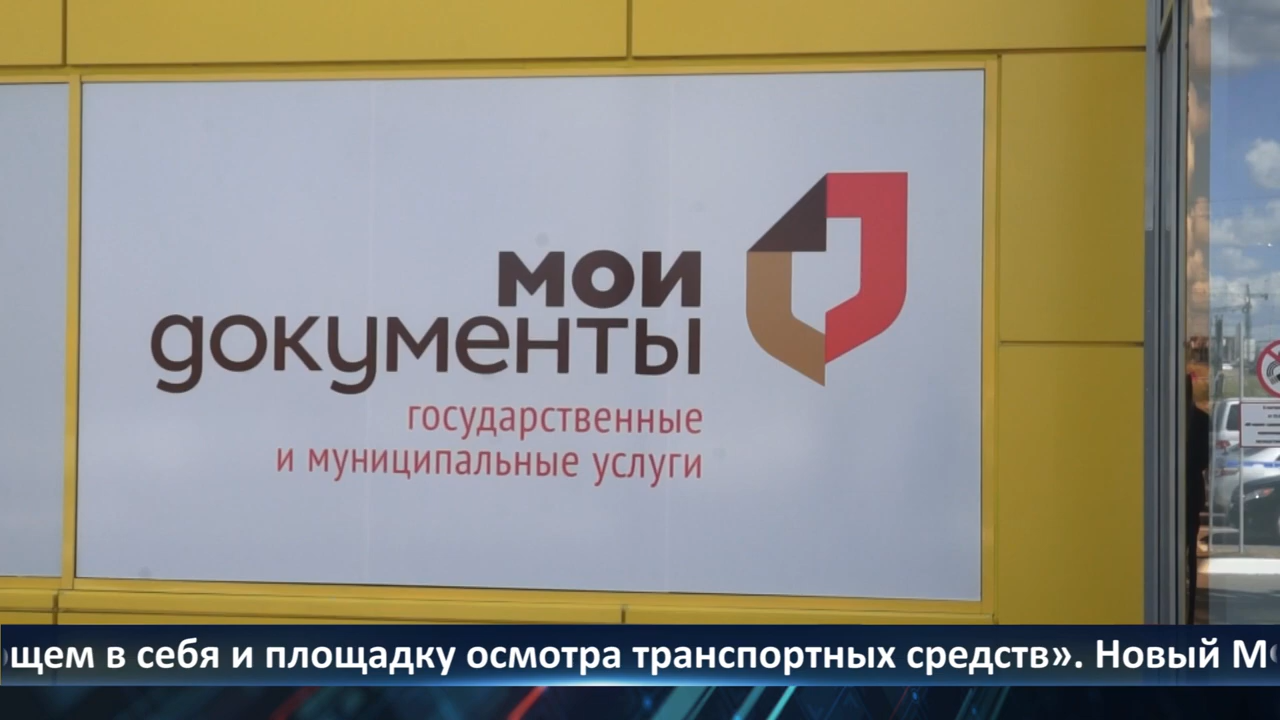 мои
документы
государственные
и муниципальные услуги
щем в себя и площадку осмотра транспортных средств». Новый М